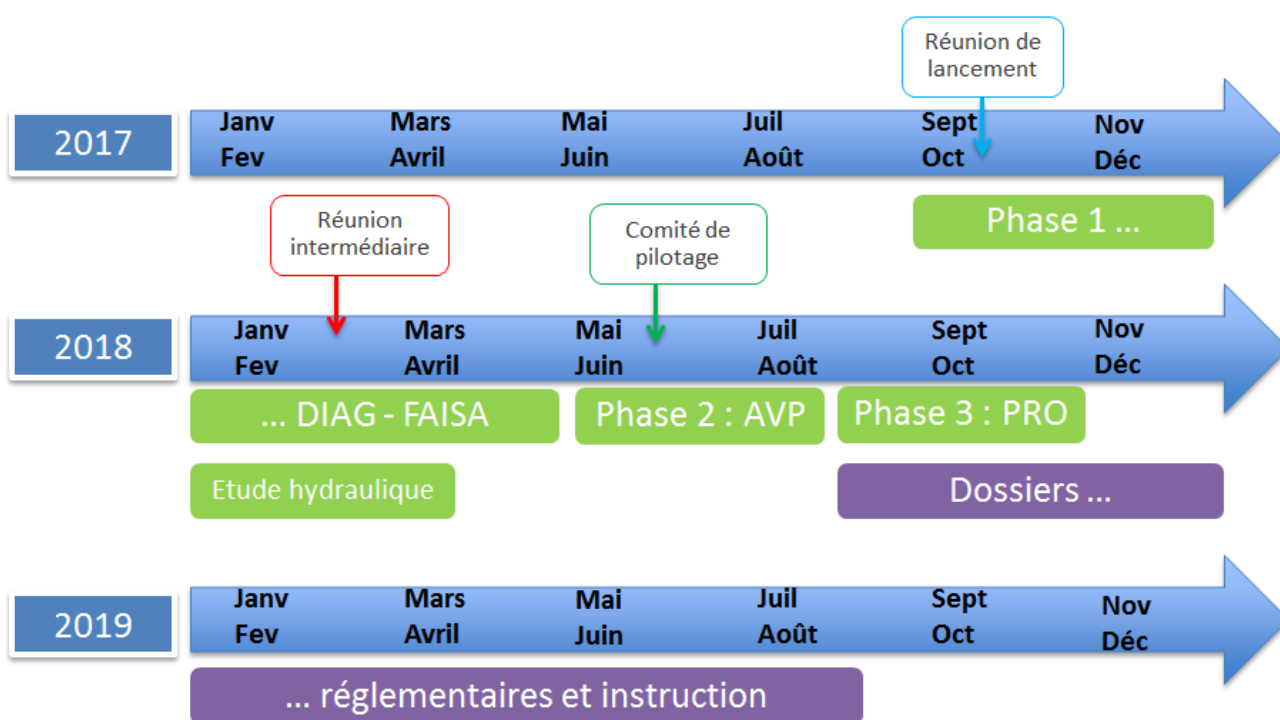 Réunion de
lancement
2017
Janv Mars Mai Juil Sept Nov
Fev Avril Juin Août Oct Déc
Phase 1 ...
Réunion
intermédiaire
Comité de
pilotage
2018
Janv Mars Mai Juil Sept Nov
Fev Avril Juin Août Oct Déc
... DIAG - FAISA
Phase 2 : AVP
Phase 3 : PRO
Etude hydraulique
Dossiers ...
2019
Janv Mars Mai Juil Sept Nov
Fev Avril Juin Août Oct Déc
... réglementaires et instruction